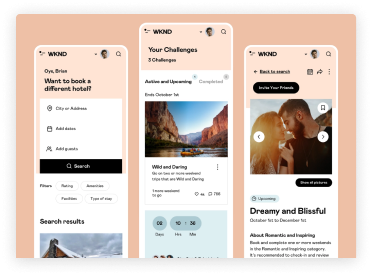 WKND
Oye, Brian
Want to book a
different hotel?
City or Address
Add dates
Add guests
Search
Filters
Rating
Amenities
Facilities
Type of stay
Search results
WKND
Your Challenges
3 Challenges
Active and Upcoming
Completed
Ends October 1st
Wild and Daring
Go on two or more weekend
trips that are Wild and Daring.
1 more weekend
to go
02
10
36
Days
Hrs
Min
WKND
Back to search
Invite Your Friends
Show all pictures
Upcoming
Dreamy and Blissful
October 1st to December 1st
About Romantic and Inspiring
Book and complete one or more weekends
in the Romantic and Inspiring category.
It's recommended to check-in and review